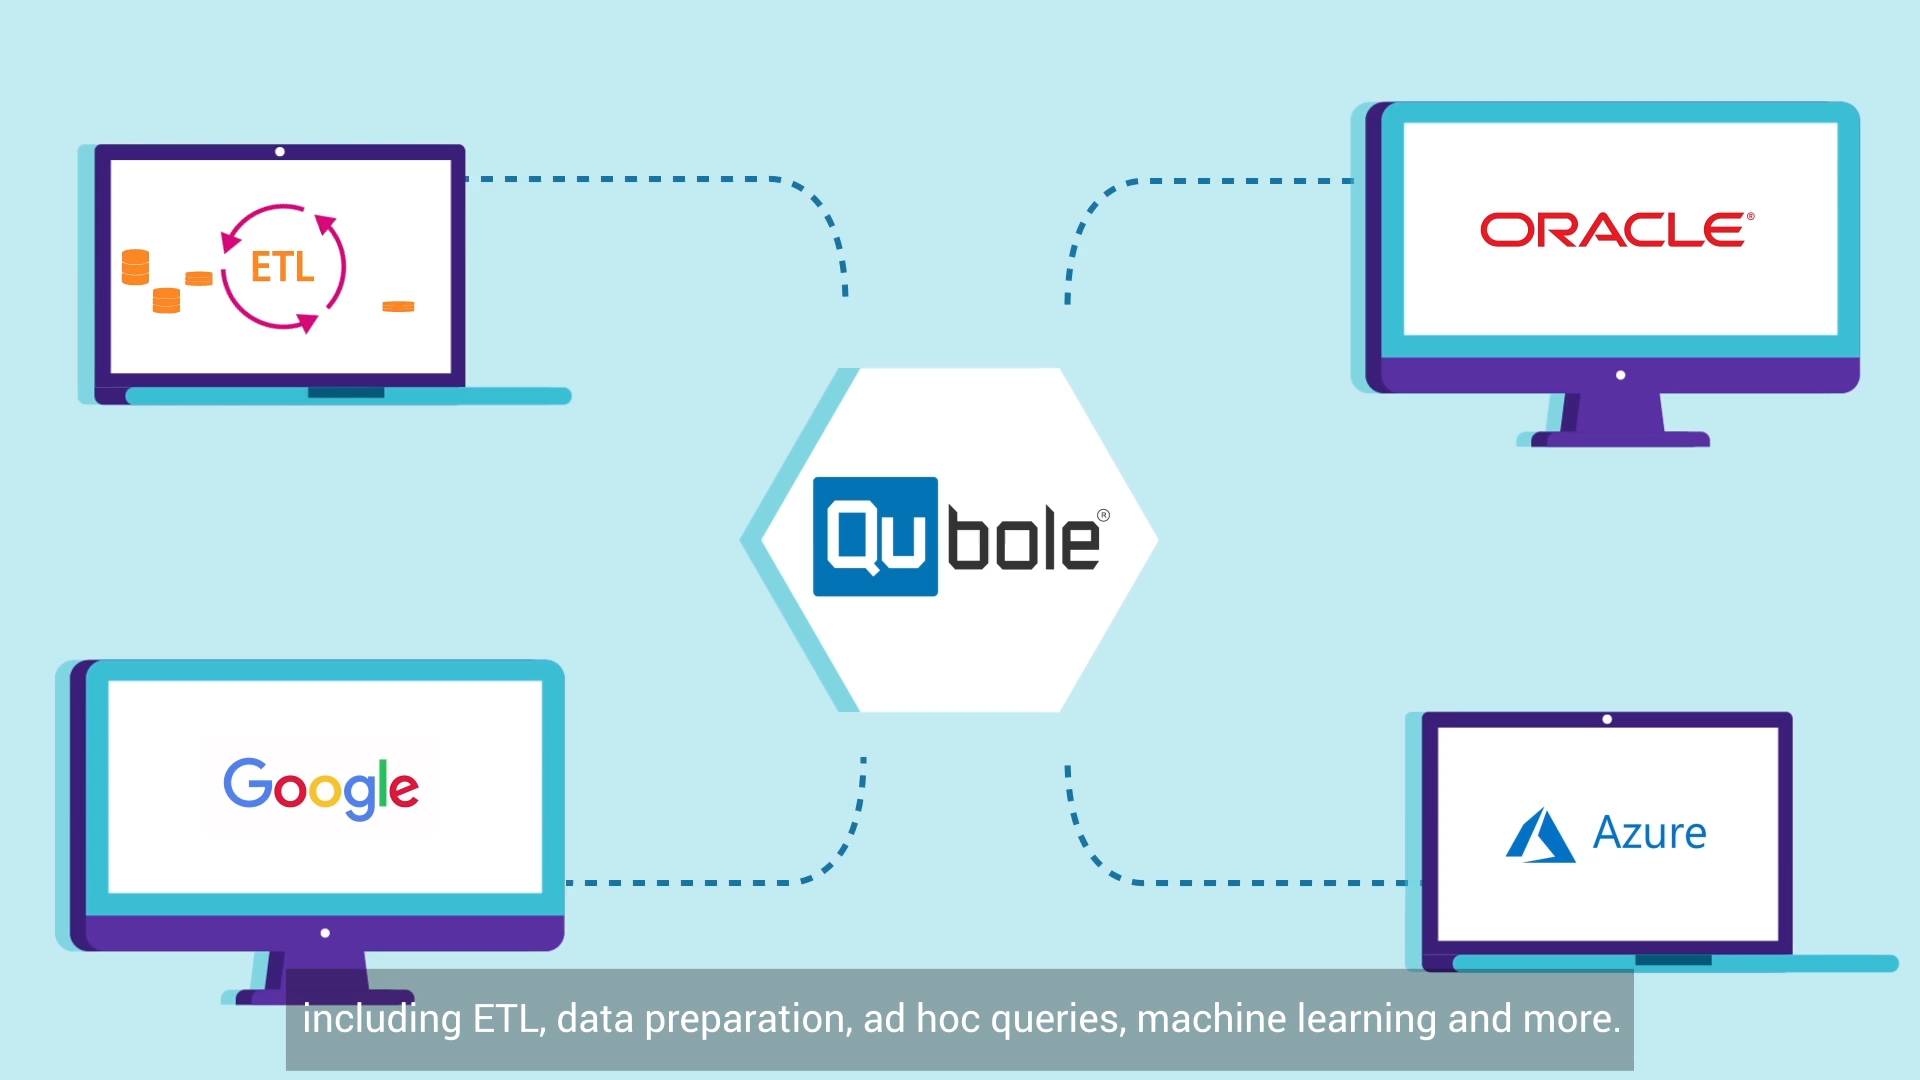 ETL
ORACLE®
Qubole®
Google
Azure
including ETL, data preparation, ad hoc queries, machine learning and more.